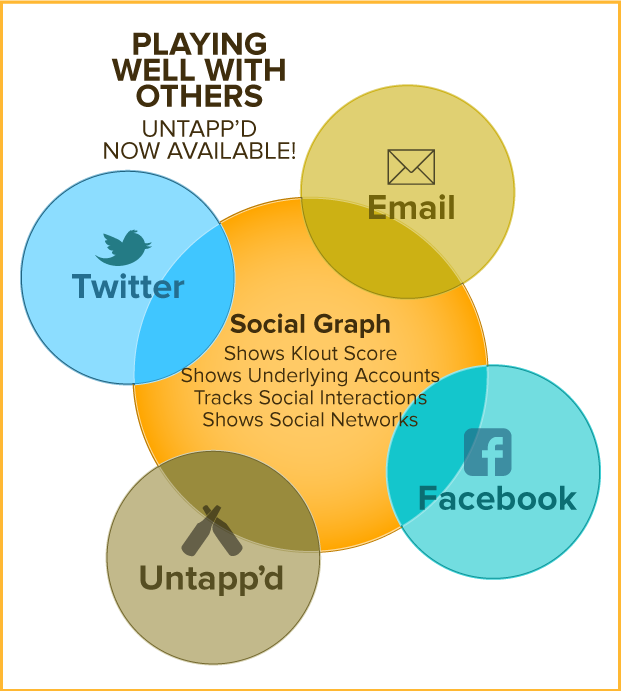 PLAYING
WELL WITH
OTHERS
UNTAPP'D
NOW AVAILABLE!
Email
Twitter
Social Graph
Shows Klout Score
Shows Underlying Accounts
Tracks Social Interactions
Shows Social Networks
Facebook
Untapp'd